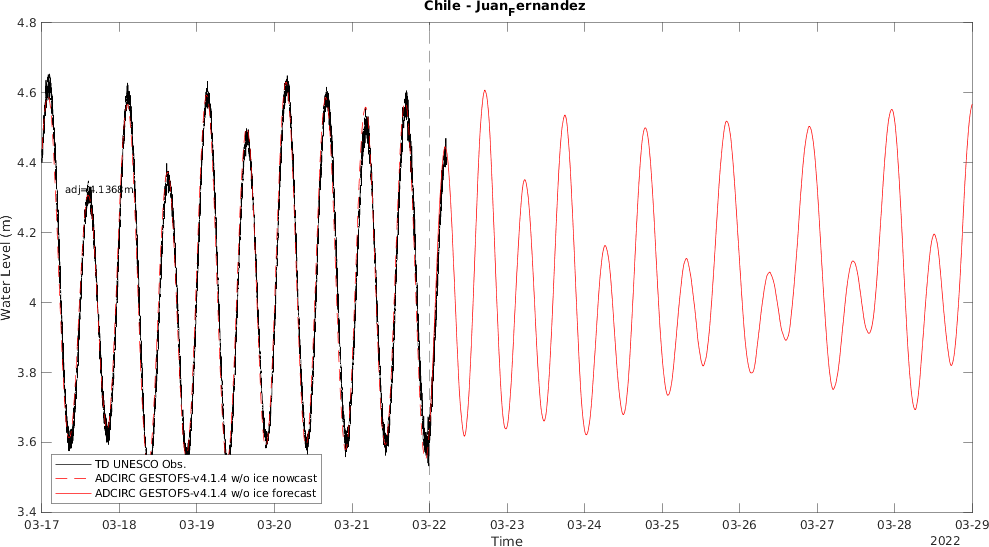 Chile - JuanFernandez
4.8
4.6
4.4
4.2
4
3.8
3.6
3.4
Water Level (m)
adj=4.1368m
TD UNESCO Obs.
ADCIRC GESTOFS-v4.1.4 w/o ice nowcast
ADCIRC GESTOFS-v4.1.4 w/o ice forecast
03-17 03-18 03-19 03-20 03-21 03-22 03-23 03-24 03-25 03-26 03-27 03-28 03-29
Time
2022